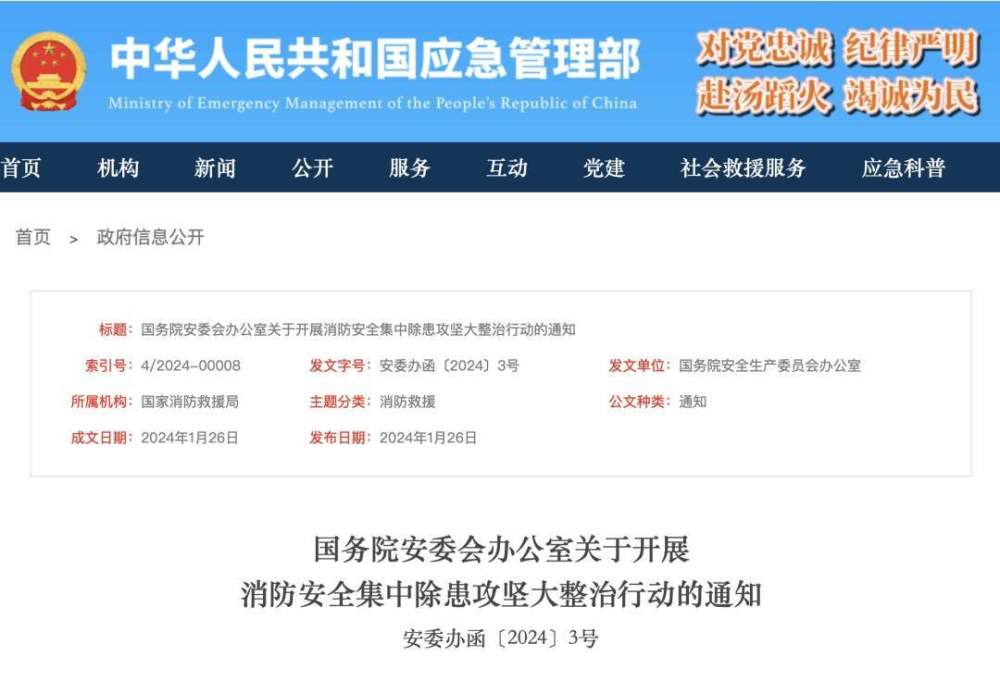 中华人民共和国应急管理部
Ministry of Emergency Management of the People's Republic of China
对党忠诚 纪律严明
赴汤蹈火 竭诚为民
首页 机构 新闻 公开 服务 互动 党建 社会救援服务 应急科普
首页 > 政府信息公开
标题: 国务院安委会办公室关于开展消防安全集中除患攻坚大整治行动的通知
索引号: 4/2024-00008 发文字号: 安委办函〔2024〕3号 发文单位: 国务院安全生产委员会办公室
所属机构: 国家消防救援局 主题分类: 消防救援 公文种类: 通知
成文日期: 2024年1月26日 发布日期: 2024年1月26日
国务院安委会办公室关于开展
消防安全集中除患攻坚大整治行动的通知
安委办函〔2024〕3号